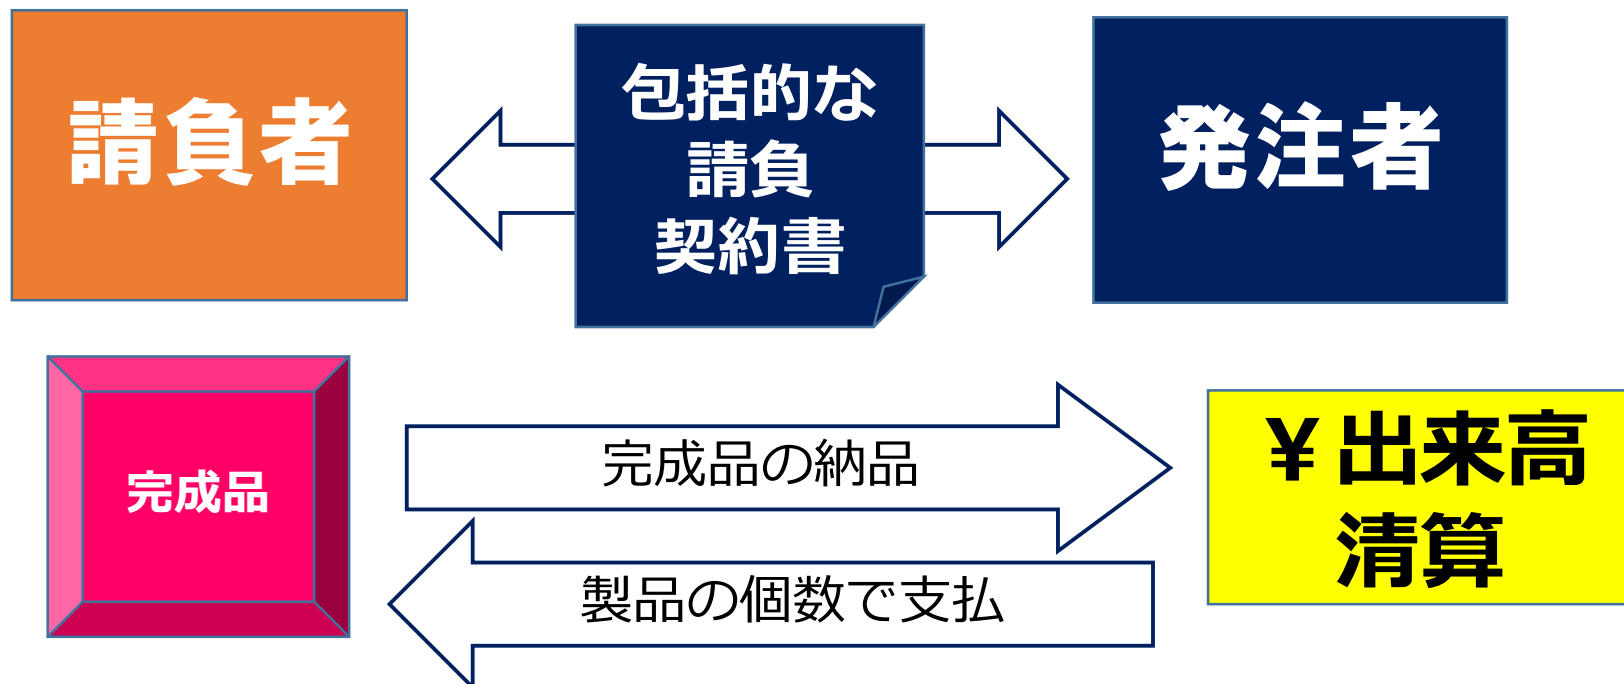 請負者
包括的な
請負
契約書
発注者
完成品
完成品の納品
製品の個数で支払
￥出来高
清算